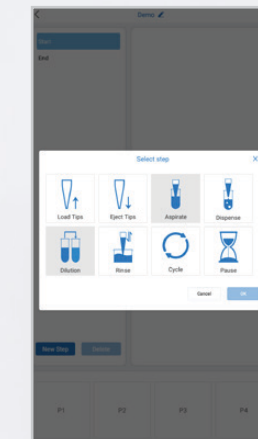 Demo
Start
End
Select step
Load Tips
Eject Tips
Aspirate
Dispense
Dilution
Rinse
Cycle
Pause
Cancel
OK
New Step
Delete
P1
P2
P3
P4